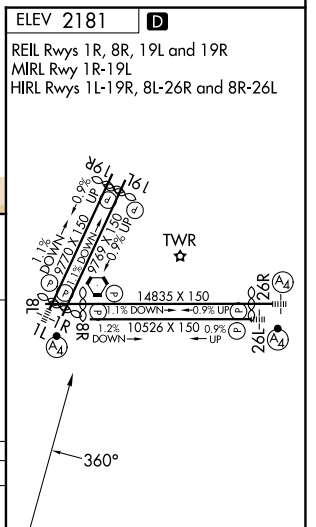 ELEV 2181 D
REIL Rwys 1R, 8R, 19L and 19R
MIRL Rwy 1R-19L
HIRL Rwys 1L-19R, 8L-26R and 8R-26L
19R
19L
0.9% UP
1.1% DOWN
9770 X 150
P
P
1.1% DOWN
9769 X 150
0.9% UP
TWR
P
P
P
14835 X 150
1.1% DOWN
0.9% UP
P
26R
A4
8L
1L
1R
8R
A4
1.2% DOWN
10526 X 150
0.9% UP
P
26L
A4
360°